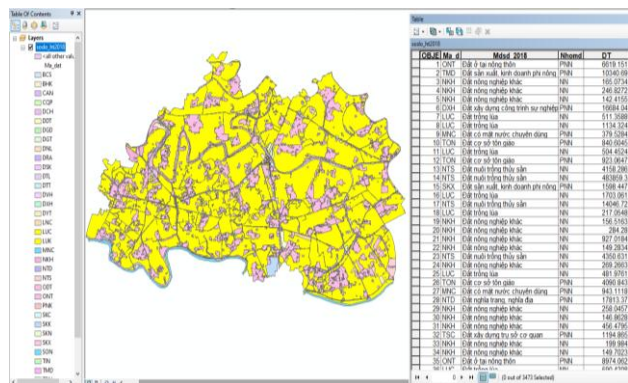 Table Of Contents
Layers
sosdo_ht2018
<all other values>
Ma_dat
BCS
BHK
CAN
CQP
DCH
DDT
DGD
DGT
DNL
DRA
DSK
DTL
DTT
DVH
DXH
DYT
LNC
LUC
LUK
MNC
NKH
NTD
NTS
ODT
ONT
PNK
SKC
SKK
SKN
SKX
SON
TIN
TMD
Table
OBJE Ma_d Mdsd_2018 Nhomd DT
1 ONT Đất ở tại nông thôn PNN 6619.151
2 TMD Đất sản xuất, kinh doanh phi nông PNN 10340.69
3 NKH Đất nông nghiệp khác NN 165.0734
4 NKH Đất nông nghiệp khác NN 246.8272
5 NKH Đất nông nghiệp khác NN 142.4155
6 DXH Đất xây dựng công trình sự nghiệp PNN 16684.04
7 LUC Đất trồng lúa NN 511.3588
8 LUC Đất trồng lúa NN 1134.324
9 MNC Đất có mặt nước chuyên dùng PNN 379.5284
10 TON Đất cơ sở tôn giáo PNN 840.6045
11 LUC Đất trồng lúa NN 504.4524
12 TON Đất cơ sở tôn giáo PNN 923.0647
13 NTS Đất nuôi trồng thủy sản NN 4158.286
14 NTS Đất nuôi trồng thủy sản NN 483869.3
15 SKX Đất sản xuất, kinh doanh phi nông PNN 1598.447
16 LUC Đất trồng lúa NN 1703.061
17 NTS Đất nuôi trồng thủy sản NN 14046.72
18 LUC Đất trồng lúa NN 217.0548
19 NKH Đất nông nghiệp khác NN 156.5163
20 NKH Đất nông nghiệp khác NN 284.28
21 NKH Đất nông nghiệp khác NN 827.0184
22 NKH Đất nông nghiệp khác NN 149.2834
23 NTS Đất nuôi trồng thủy sản NN 4350.631
24 NKH Đất nông nghiệp khác NN 269.2663
25 LUC Đất trồng lúa NN 481.9761
26 TON Đất cơ sở tôn giáo PNN 4090.843
27 MNC Đất có mặt nước chuyên dùng PNN 943.1118
28 NTD Đất nghĩa trang, nghĩa địa PNN 17813.37
29 NKH Đất nông nghiệp khác NN 258.0457
30 NKH Đất nông nghiệp khác NN 146.8628
31 NKH Đất nông nghiệp khác NN 456.4795
32 TSC Đất xây dựng trụ sở cơ quan PNN 1194.865
33 NKH Đất nông nghiệp khác NN 199.984
34 NKH Đất nông nghiệp khác NN 149.7023
35 ONT Đất ở tại nông thôn PNN 8974.062
36 LUC Đất trồng lúa NN
0 (0 out of 3473 Selected)